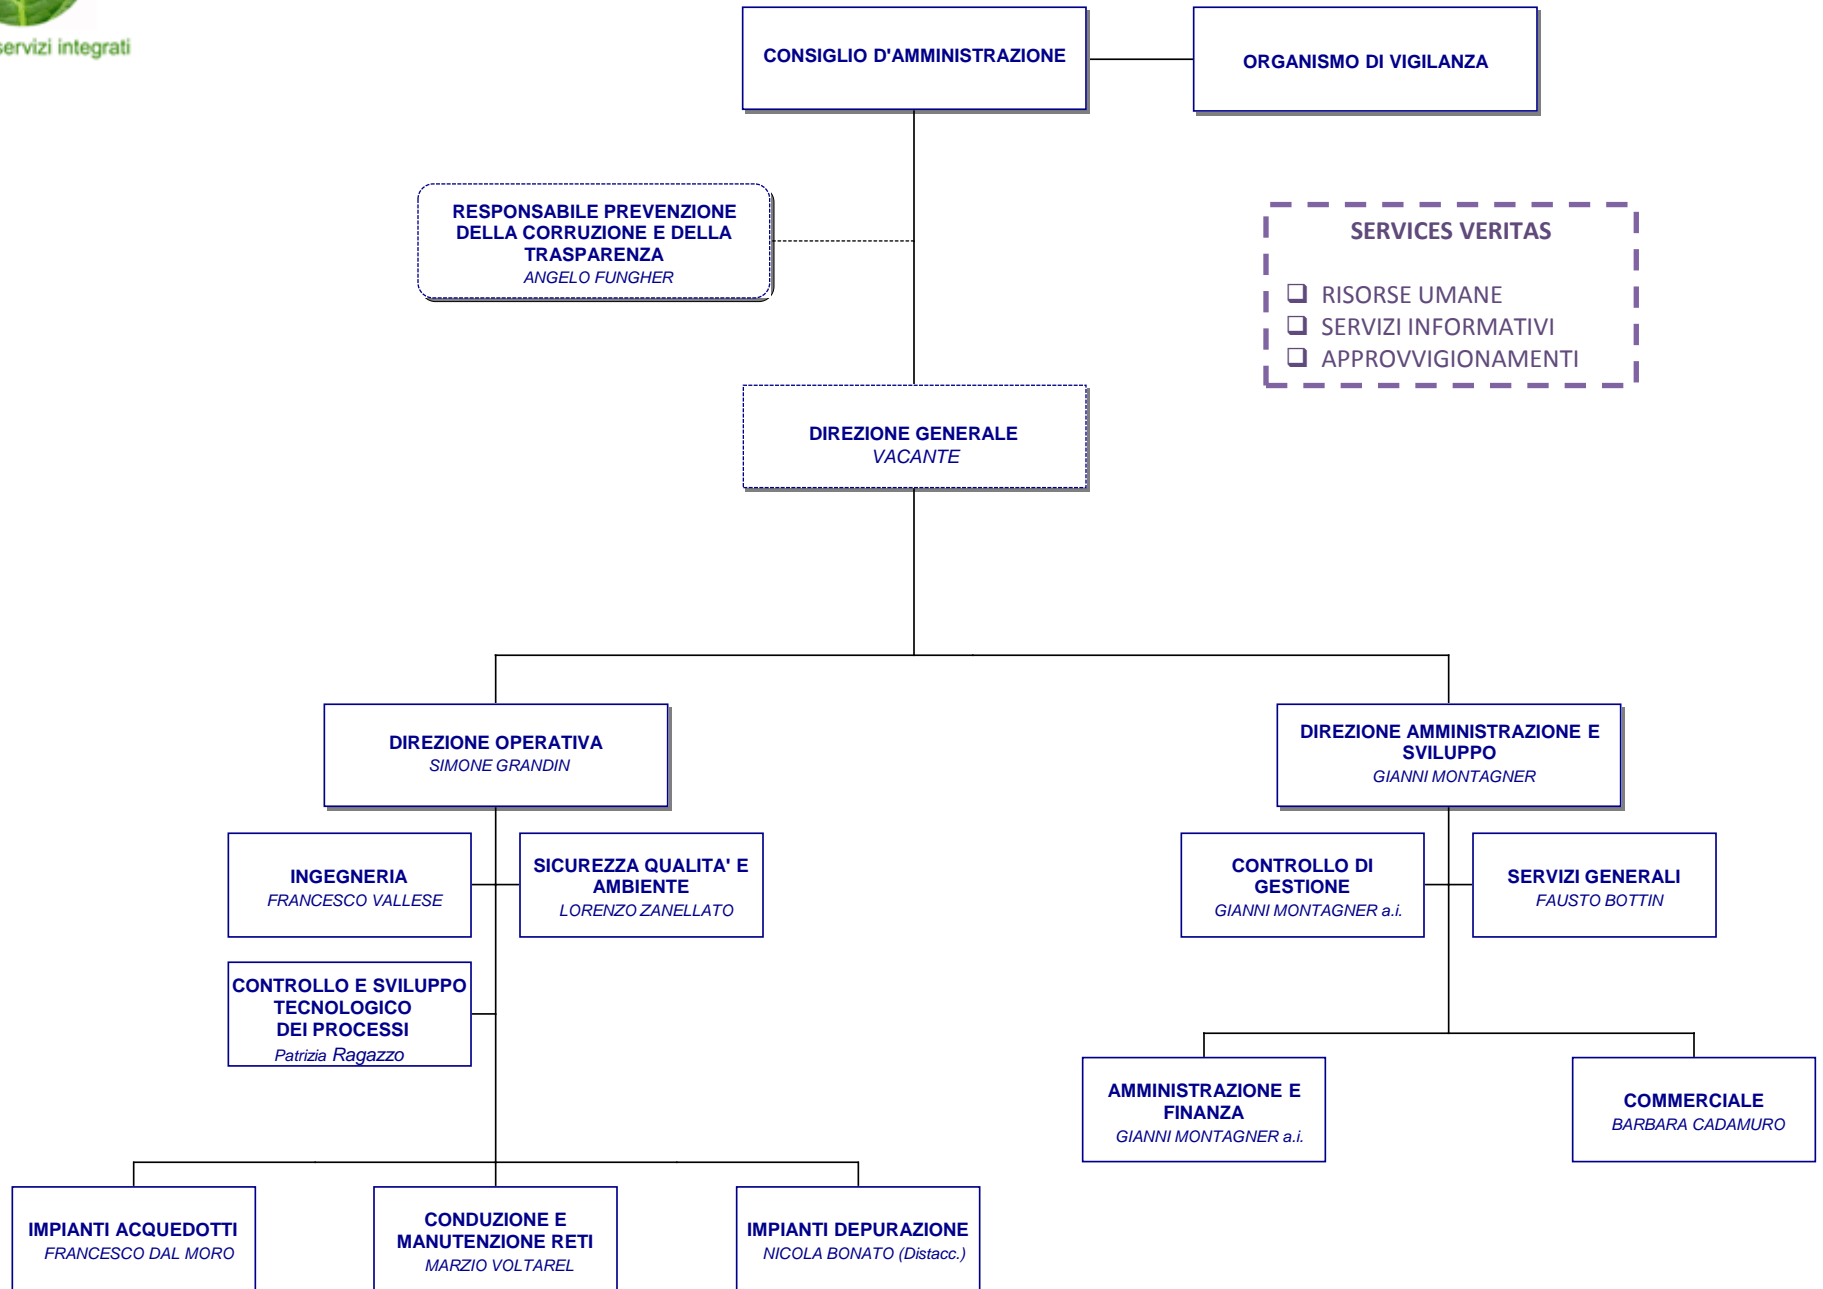 servizi integrati
CONSIGLIO D'AMMINISTRAZIONE
ORGANISMO DI VIGILANZA
RESPONSABILE PREVENZIONE
DELLA CORRUZIONE E DELLA
TRASPARENZA
ANGELO FUNGHER
SERVICES VERITAS
❑ RISORSE UMANE
❑ SERVIZI INFORMATIVI
❑ APPROVVIGIONAMENTI
DIREZIONE GENERALE
VACANTE
DIREZIONE OPERATIVA
SIMONE GRANDIN
DIREZIONE AMMINISTRAZIONE E
SVILUPPO
GIANNI MONTAGNER
INGEGNERIA
FRANCESCO VALLESE
SICUREZZA QUALITA' E
AMBIENTE
LORENZO ZANELLATO
CONTROLLO DI
GESTIONE
GIANNI MONTAGNER a.i.
SERVIZI GENERALI
FAUSTO BOTTIN
CONTROLLO E SVILUPPO
TECNOLOGICO
DEI PROCESSI
Patrizia Ragazzo
AMMINISTRAZIONE E
FINANZA
GIANNI MONTAGNER a.i.
COMMERCIALE
BARBARA CADAMURO
IMPIANTI ACQUEDOTTI
FRANCESCO DAL MORO
CONDUZIONE E
MANUTENZIONE RETI
MARZIO VOLTAREL
IMPIANTI DEPURAZIONE
NICOLA BONATO (Distacc.)